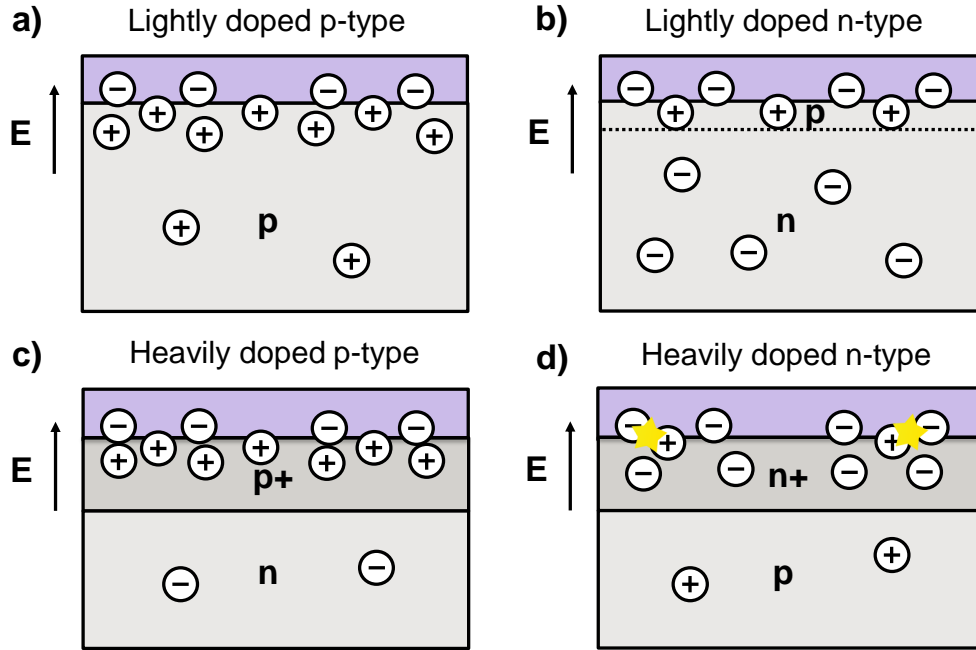 a) Lightly doped p-type
E
p
b) Lightly doped n-type
E
p
n
c) Heavily doped p-type
E
p+
n
d) Heavily doped n-type
E
n+
p